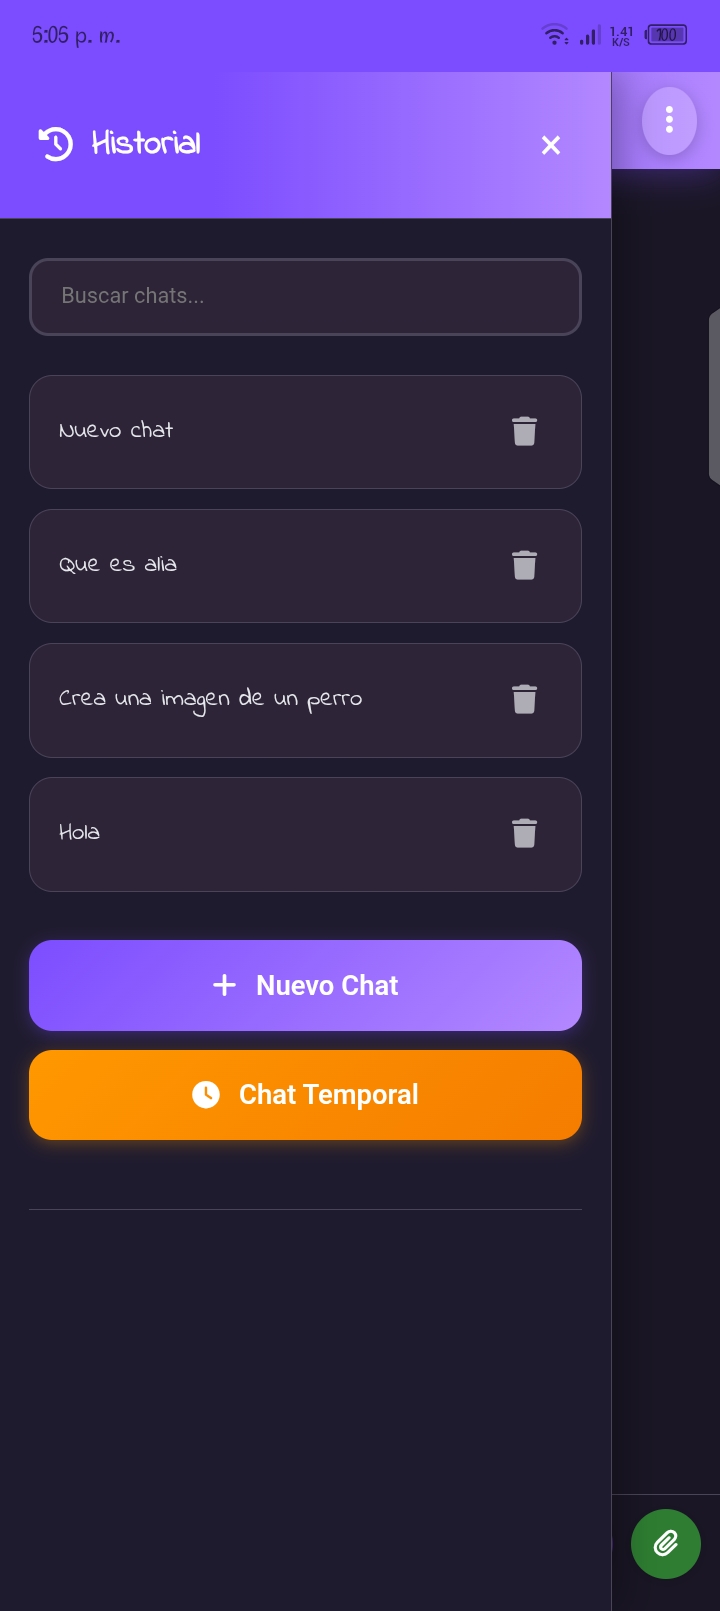 5:05 p. m.
1.41
K/S
100
Historial
Buscar chats...
Nuevo chat
Que es alia
Crea una imagen de un perro
Hola
Nuevo Chat
Chat Temporal